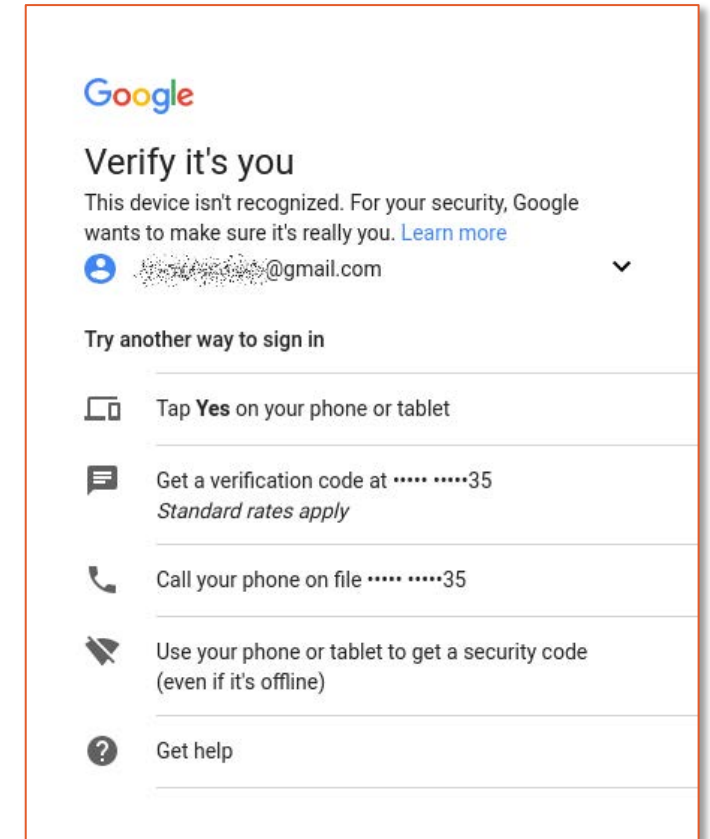 Google
Verify it's you
This device isn't recognized. For your security, Google
wants to make sure it's really you. Learn more
@gmail.com
Try another way to sign in
Tap Yes on your phone or tablet
Get a verification code at ····· ·····35
Standard rates apply
Call your phone on file ····· ·····35
Use your phone or tablet to get a security code
(even if it's offline)
Get help